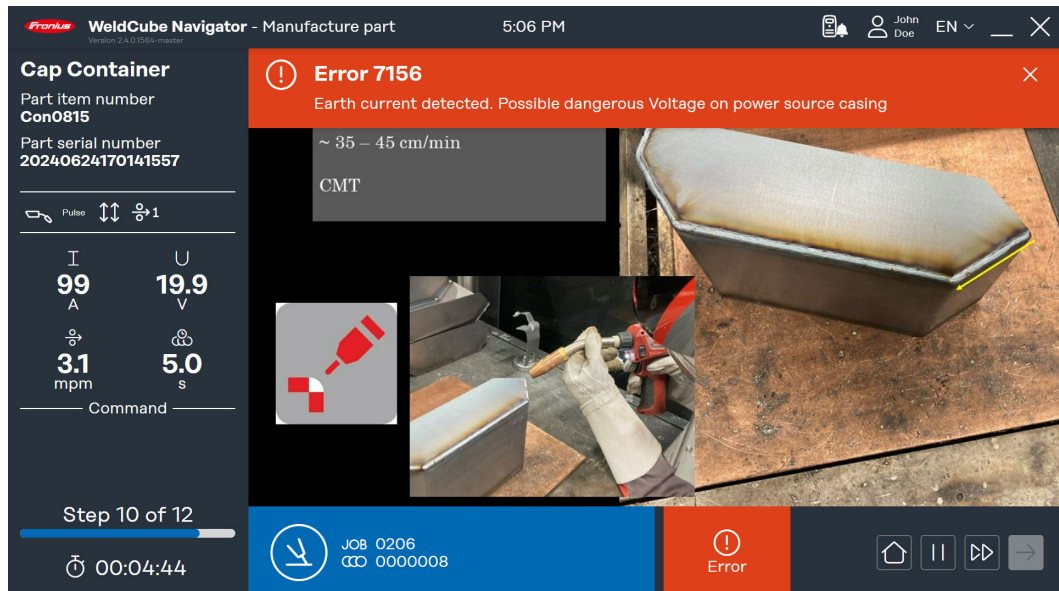 Fronius
WeldCube Navigator - Manufacture part
Version 2.4.0.1564-master
5:06 PM
John
Doe
EN
Cap Container
Part item number
Con0815
Part serial number
20240624170141557
Error 7156
Earth current detected. Possible dangerous Voltage on power source casing
~ 35 – 45 cm/min
CMT
Pulse
1
I
U
99
19.9
A
V
3.1
5.0
mpm
s
Command
Step 10 of 12
00:04:44
JOB 0206
0000008
Error